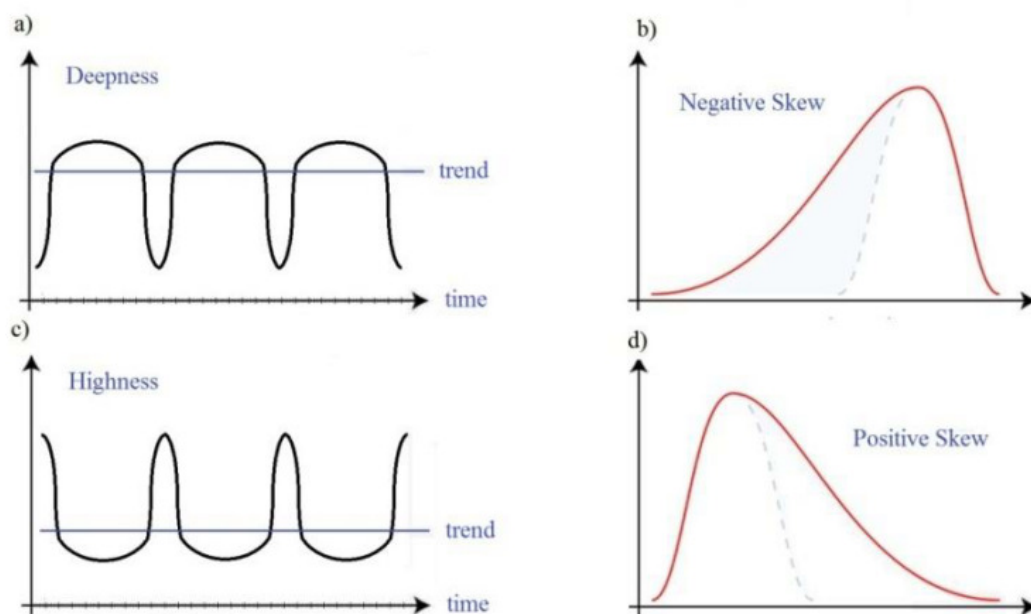 a)
Deepness
trend
time
b)
Negative Skew
c)
Highness
trend
time
d)
Positive Skew